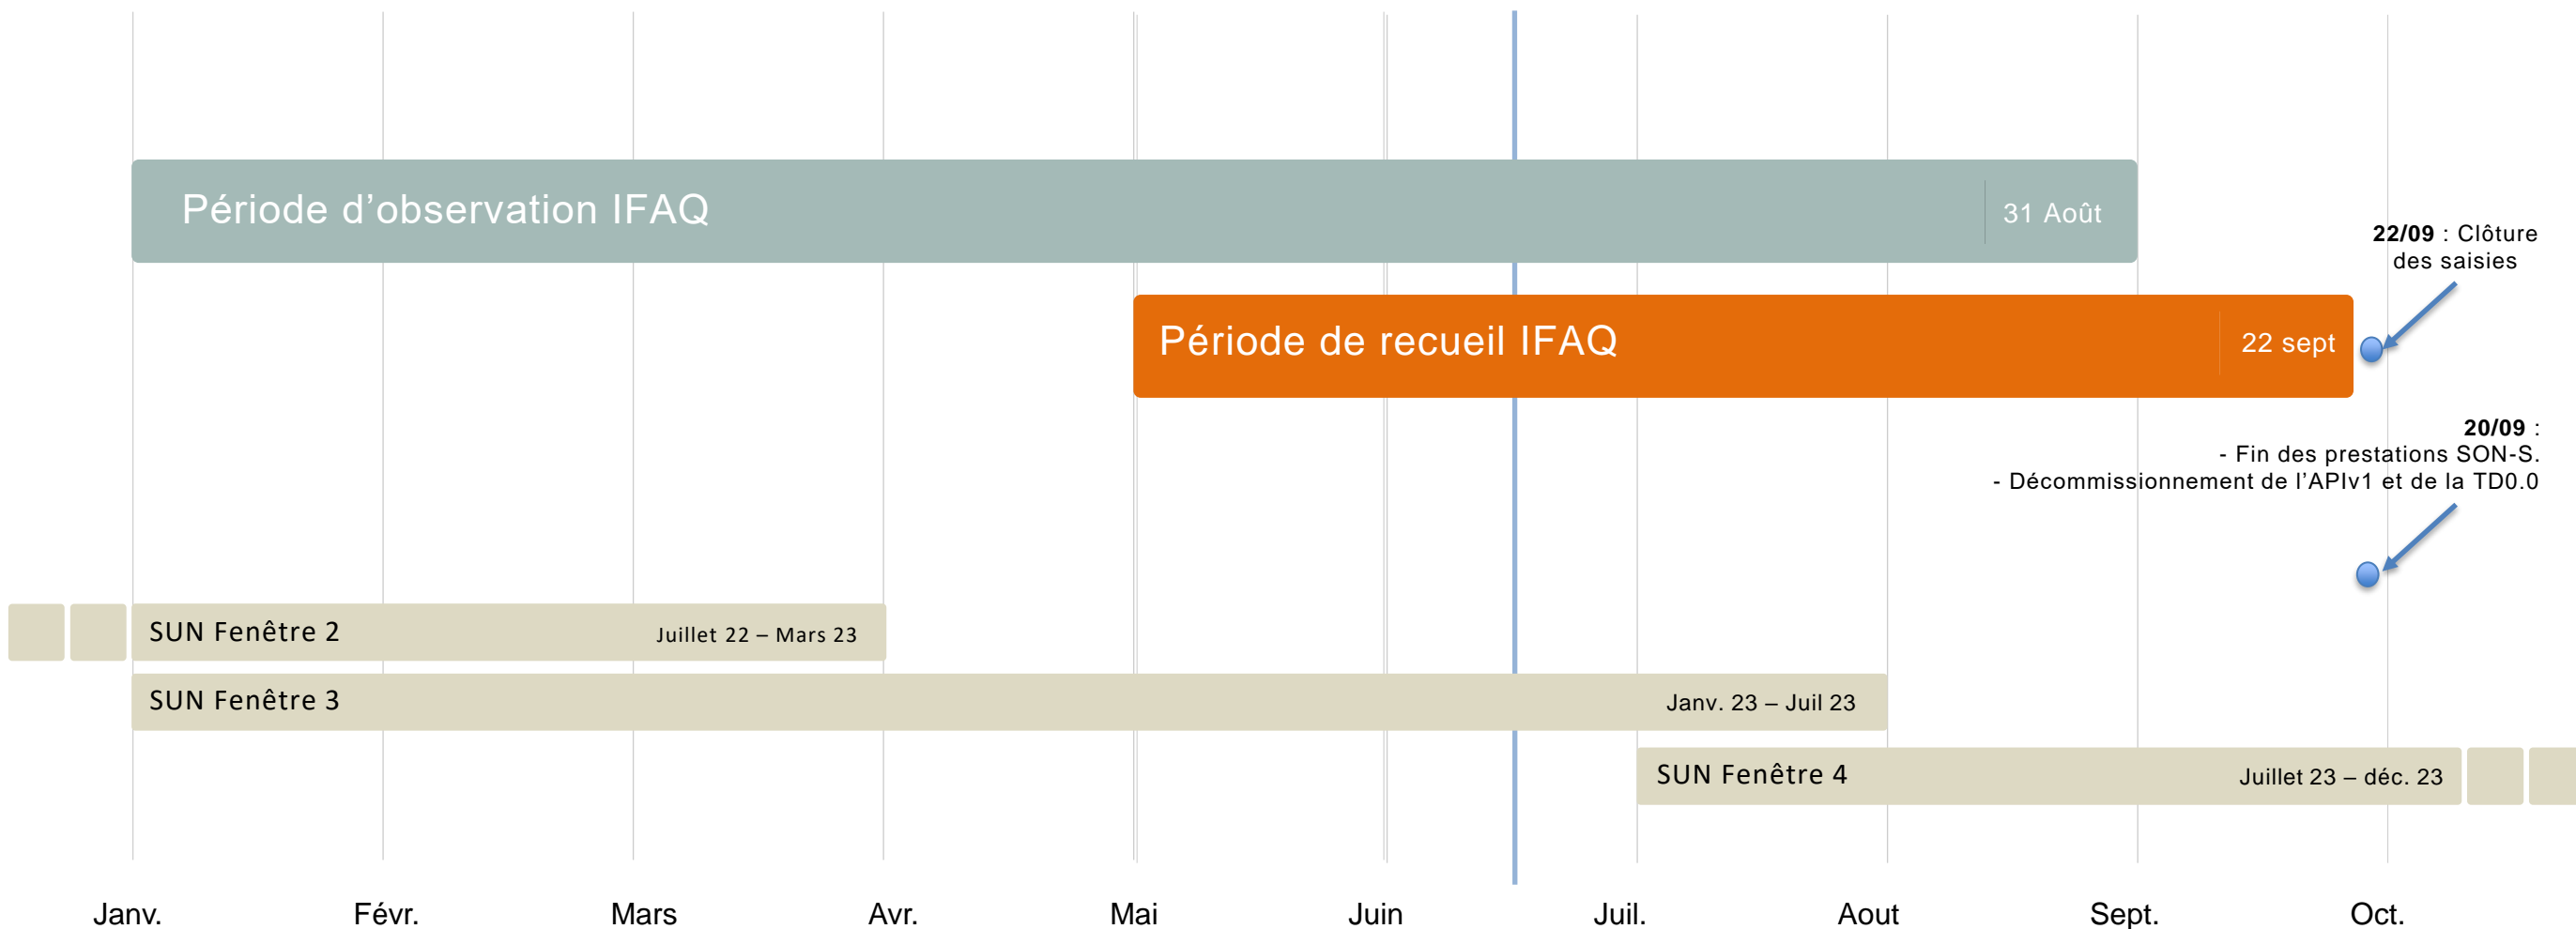 Période d’observation IFAQ
31 Août
22/09 : Clôture
des saisies
Période de recueil IFAQ
22 sept
20/09 :
- Fin des prestations SON-S.
- Décommissionnement de l’APIv1 et de la TD0.0
SUN Fenêtre 2
Juillet 22 – Mars 23
SUN Fenêtre 3
Janv. 23 – Juil 23
SUN Fenêtre 4
Juillet 23 – déc. 23
Janv.
Févr.
Mars
Avr.
Mai
Juin
Juil.
Aout
Sept.
Oct.